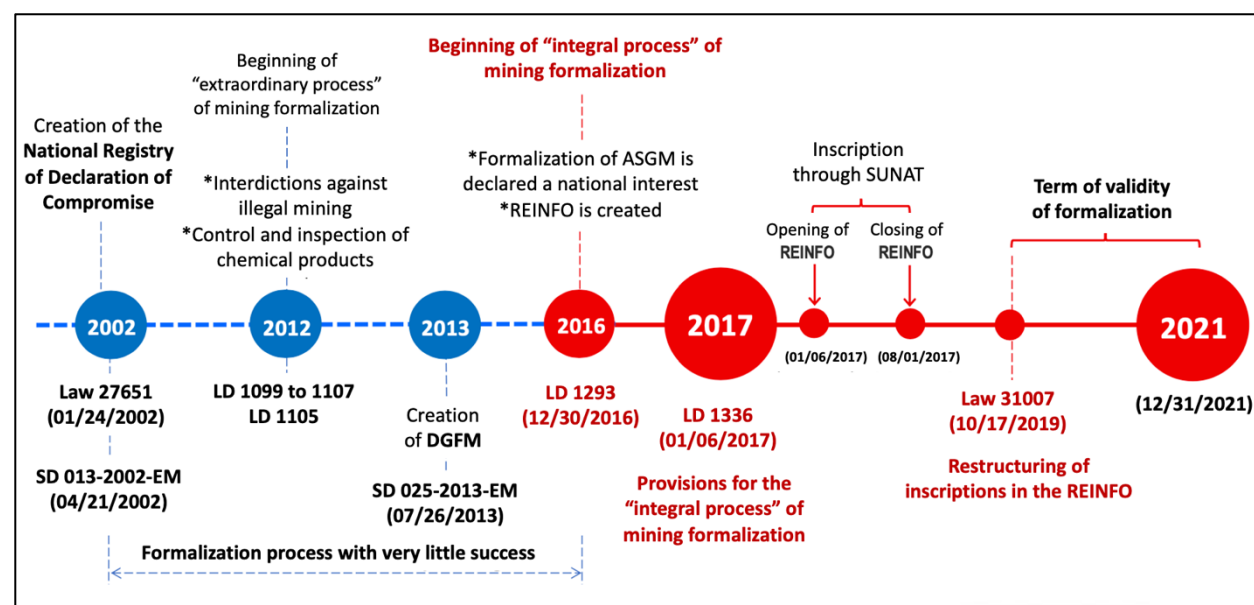 Beginning of
“extraordinary process”
of mining formalization
Beginning of “integral process” of
mining formalization
Creation of the
National Registry
of Declaration of
Compromise
*Interdictions against
illegal mining
*Control and inspection of
chemical products
*Formalization of ASGM is
declared a national interest
*REINFO is created
Inscription
through SUNAT
Opening of
REINFO
Closing of
REINFO
Term of validity
of formalization
2002
2012
2013
2016
2017
2021
(01/06/2017)
(08/01/2017)
Law 27651
(01/24/2002)
SD 013-2002-EM
(04/21/2002)
LD 1099 to 1107
LD 1105
Creation
of DGFM
SD 025-2013-EM
(07/26/2013)
LD 1293
(12/30/2016)
LD 1336
(01/06/2017)
Provisions for the
“integral process” of
mining formalization
Law 31007
(10/17/2019)
Restructuring of
inscriptions in the REINFO
(12/31/2021)
Formalization process with very little success